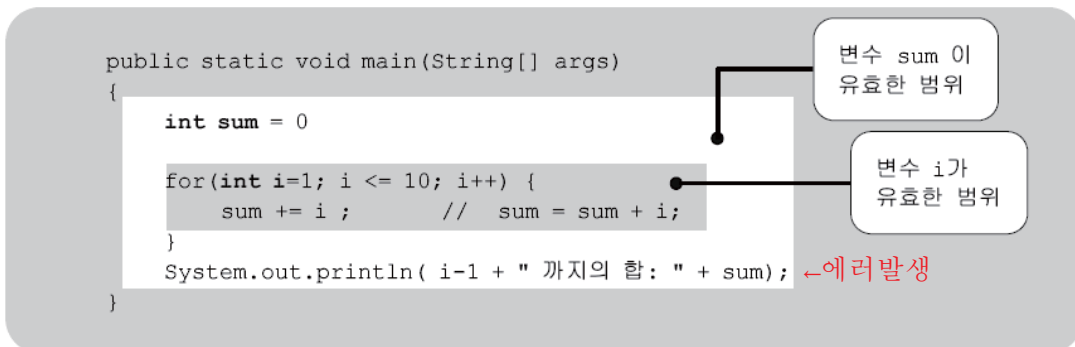 public static void main(String[] args)
{
int sum = 0
for(int i=1; i <= 10; i++) {
sum += i ; // sum = sum + i;
}
System.out.println( i-1 + " 까지의 합: " + sum); ←에러발생
}
변수 sum 이
유효한 범위
변수 i가
유효한 범위